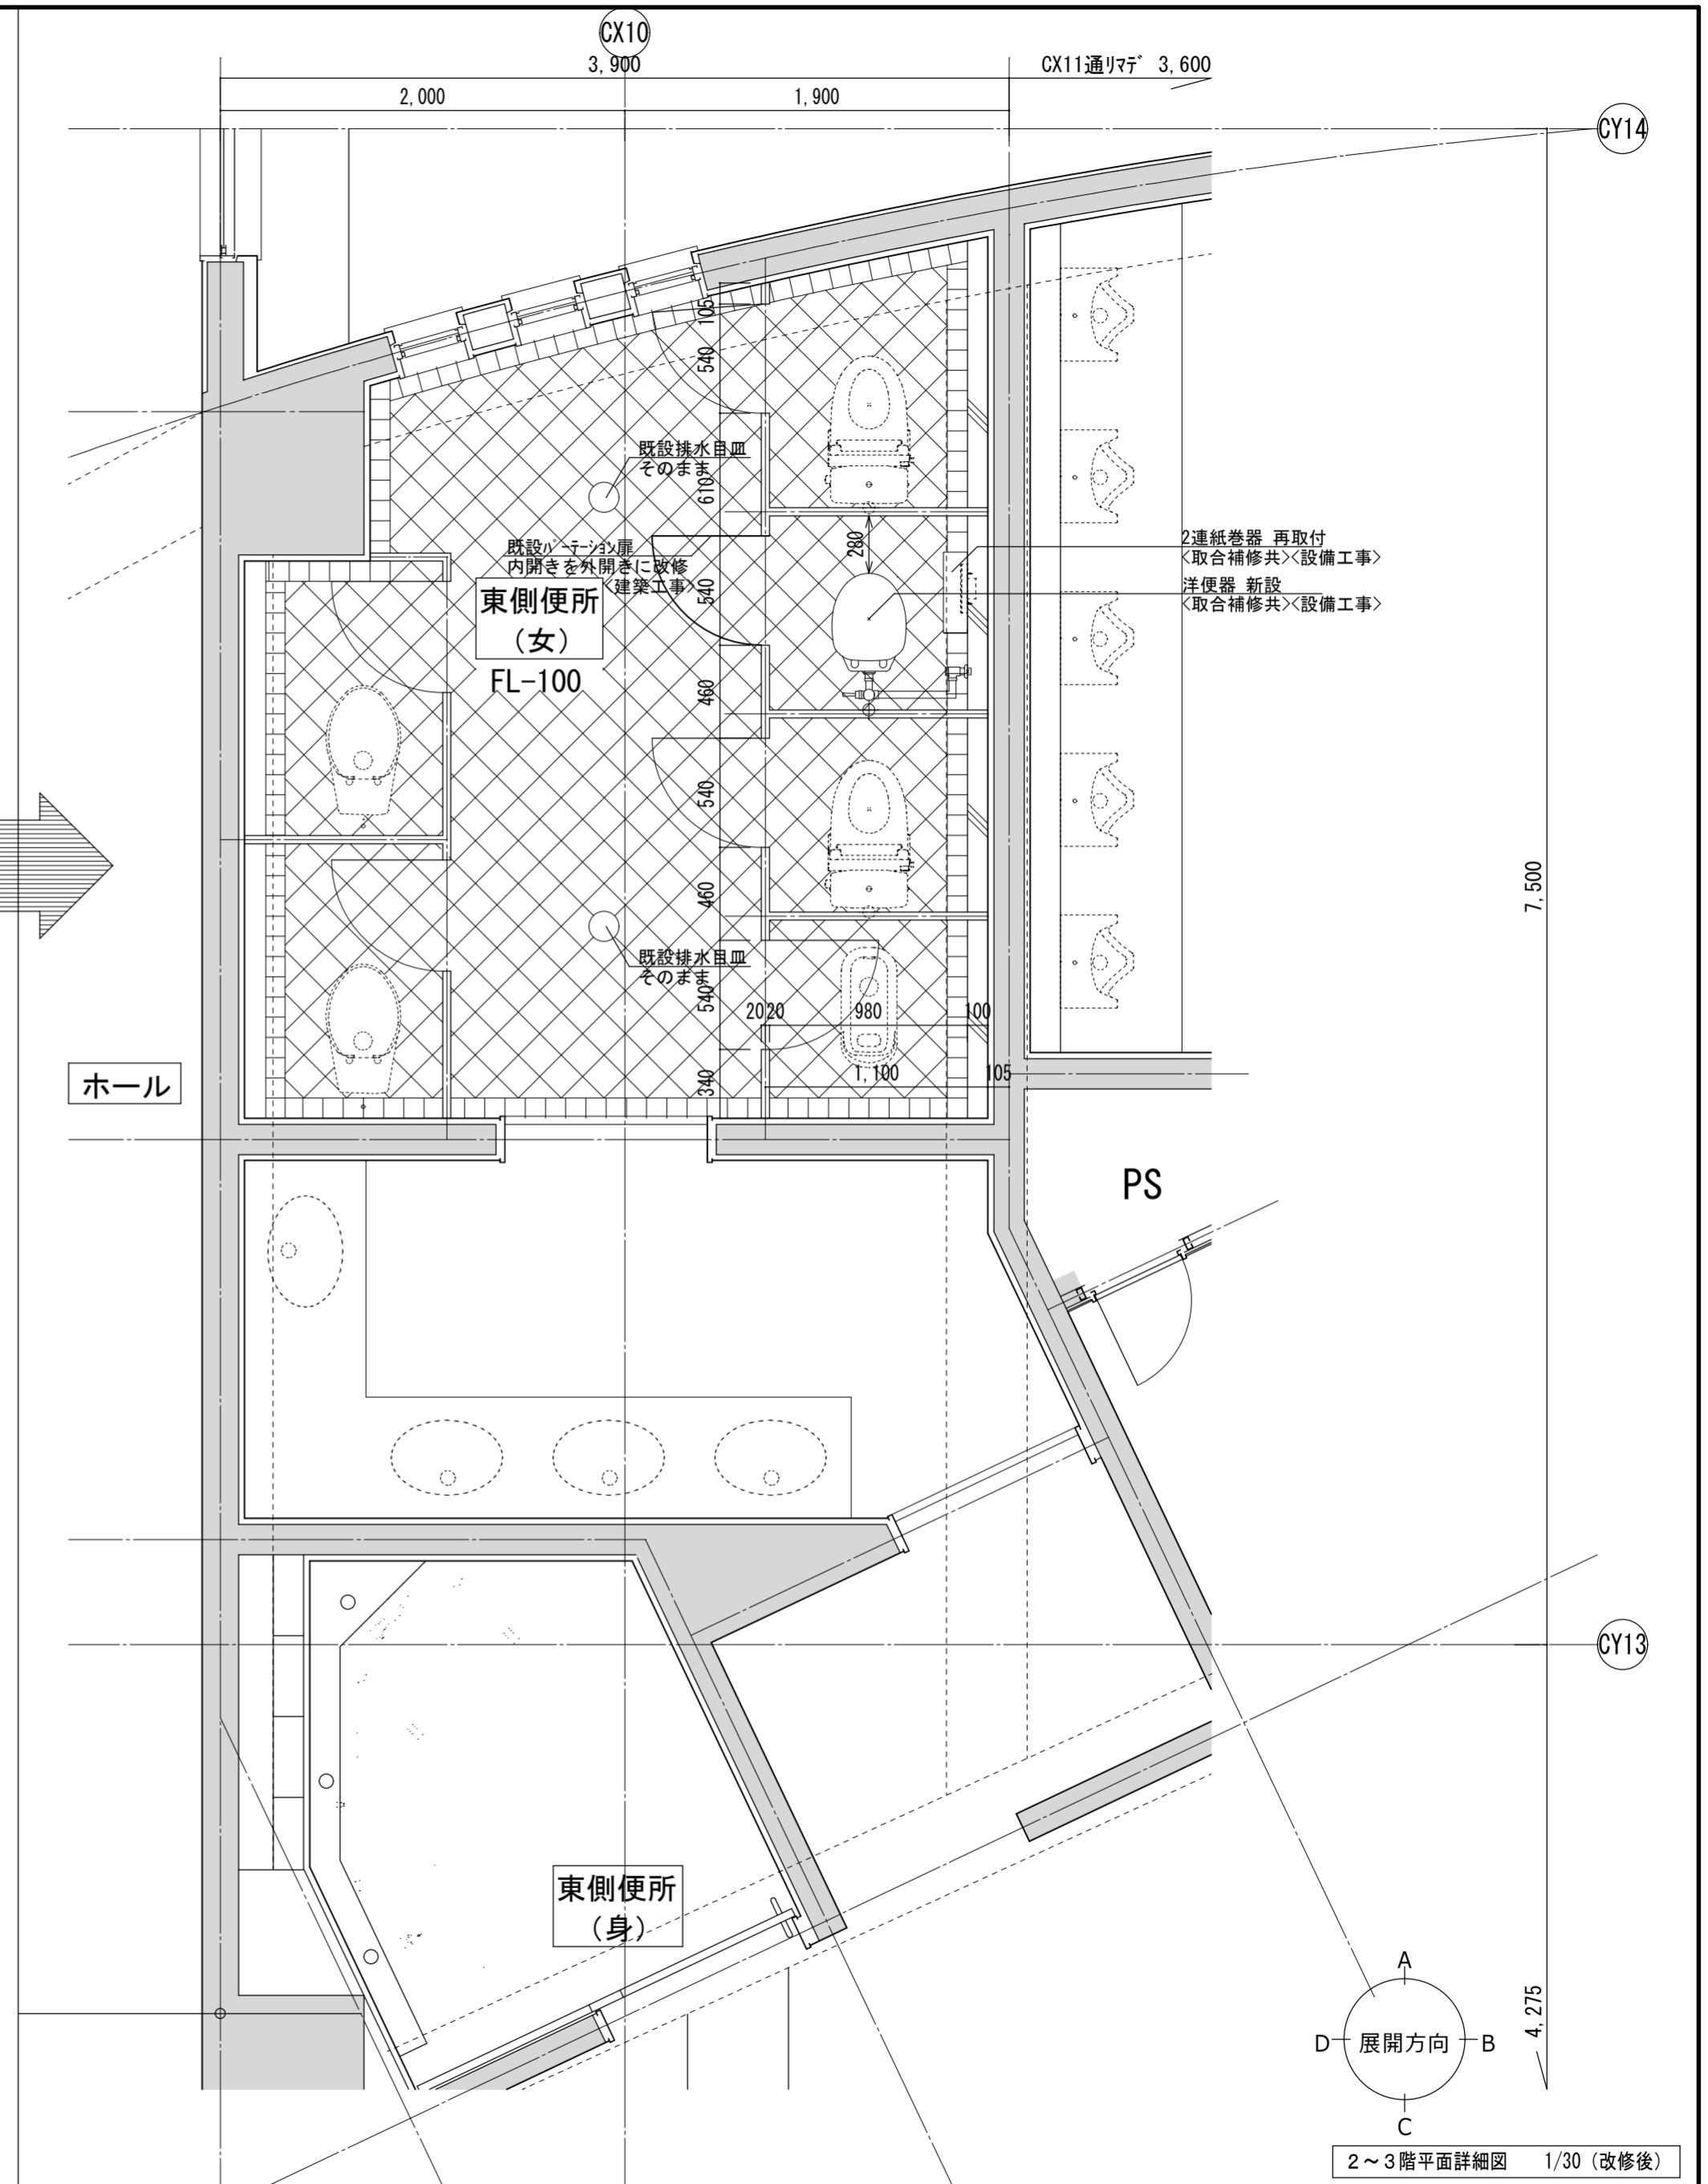 CX10
3,900
CX11通リマデ 3,600
2,000
1,900
CY14
105
540
既設排水目皿
そのまま
610
280
2連紙巻器 再取付
<取合補修共><設備工事>
洋便器 新設
<取合補修共><設備工事>
既設パーテーション扉
内開きを外開きに改修
<建築工事>
540
東側便所
(女)
FL-100
460
540
7,500
460
既設排水目皿
そのまま
540
2020
980
100
ホール
340
1,100
105
PS
CY13
東側便所
(身)
4,275
A
D
展開方向
B
C
2~3階平面詳細図 1/30(改修後)